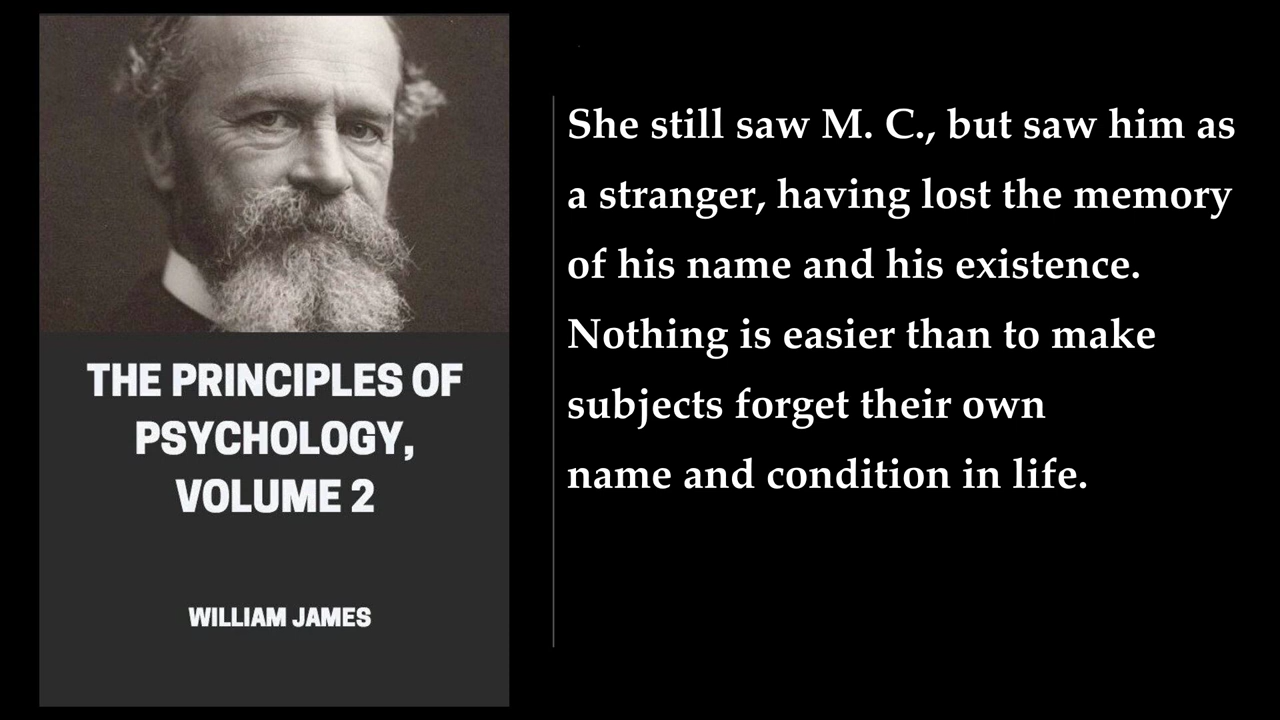 THE PRINCIPLES OF
PSYCHOLOGY,
VOLUME 2
WILLIAM JAMES
She still saw M. C., but saw him as
a stranger, having lost the memory
of his name and his existence.
Nothing is easier than to make
subjects forget their own
name and condition in life.